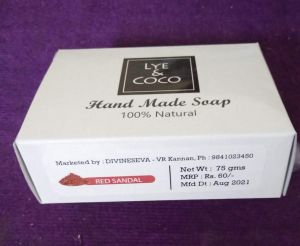 LYE
&
COCO
Hand Made Soap
100% Natural
Marketed by : DIVINESEVA - VR Kannan, Ph : 9841023450
RED SANDAL
Net Wt : 75 gms
MRP : Rs. 60/-
Mfd Dt : Aug 2021